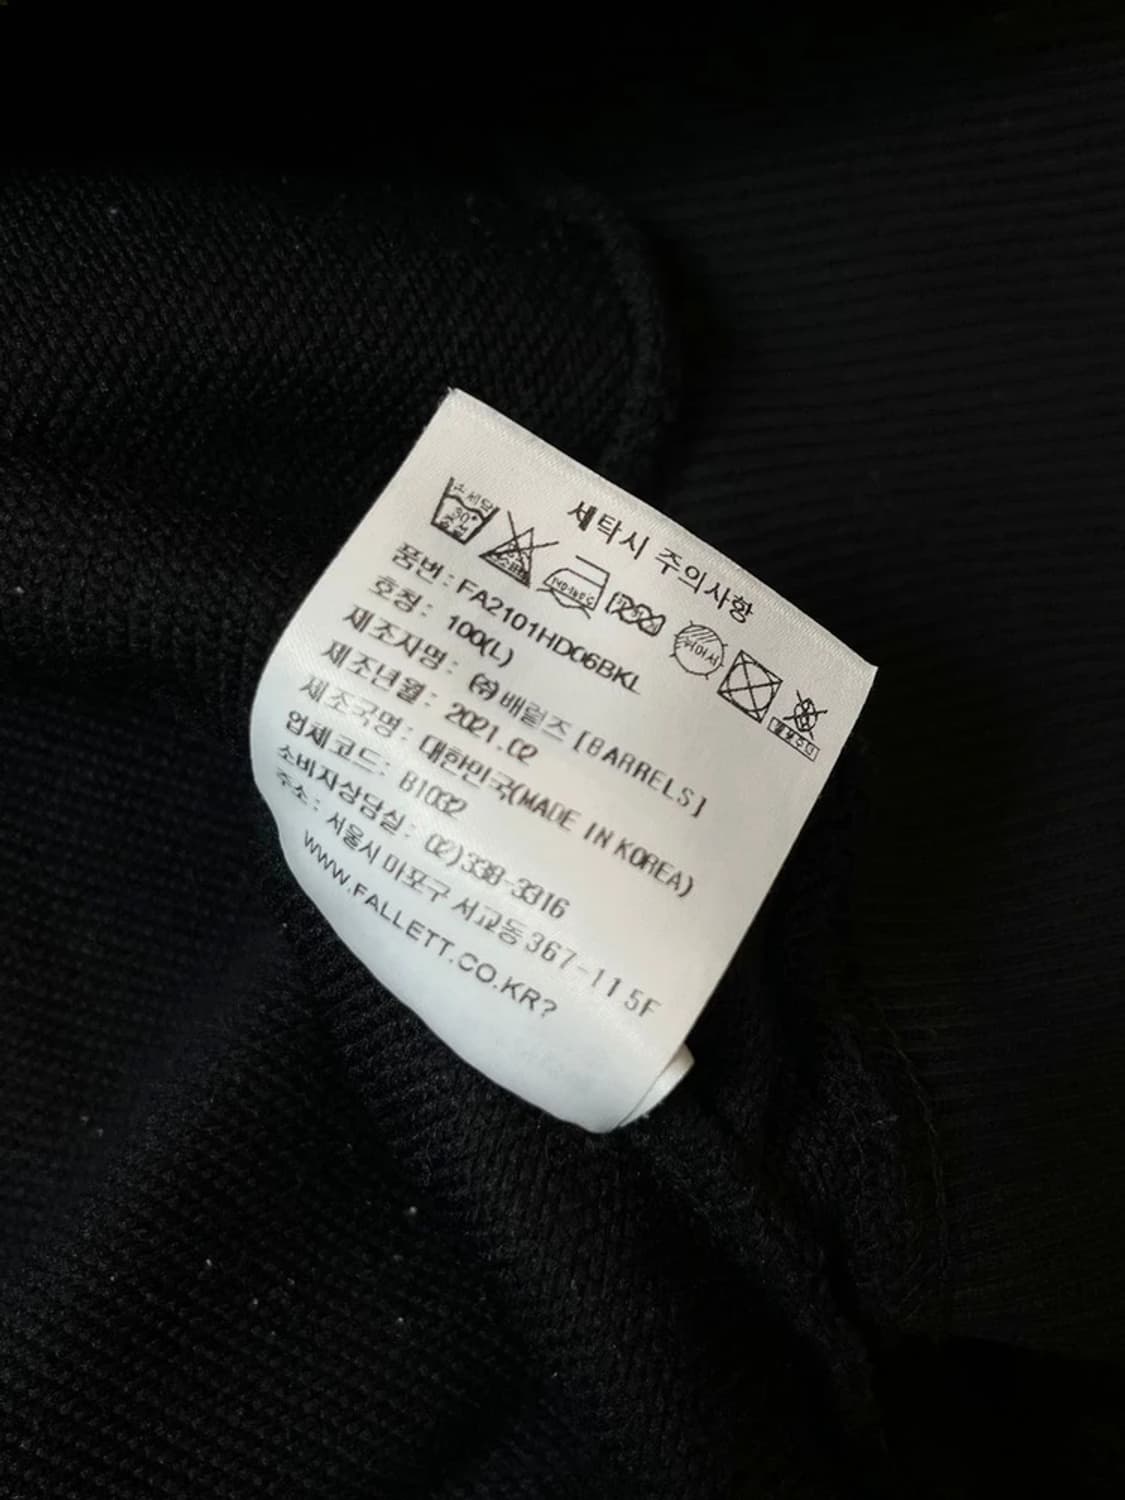 세탁시 주의사항
30°
품번 : FA2101HD06BKL
호칭 : 100(L)
제조자명 : (주)배럴즈 [BARRELS]
제조년월 : 2021.02
제조국명 : 대한민국(MADE IN KOREA)
업체코드 : B1032
소비자상담실 : 02)338-3316
주소 : 서울시 마포구 서교동 367-11 5F
WWW.FALLETT.CO.KR?